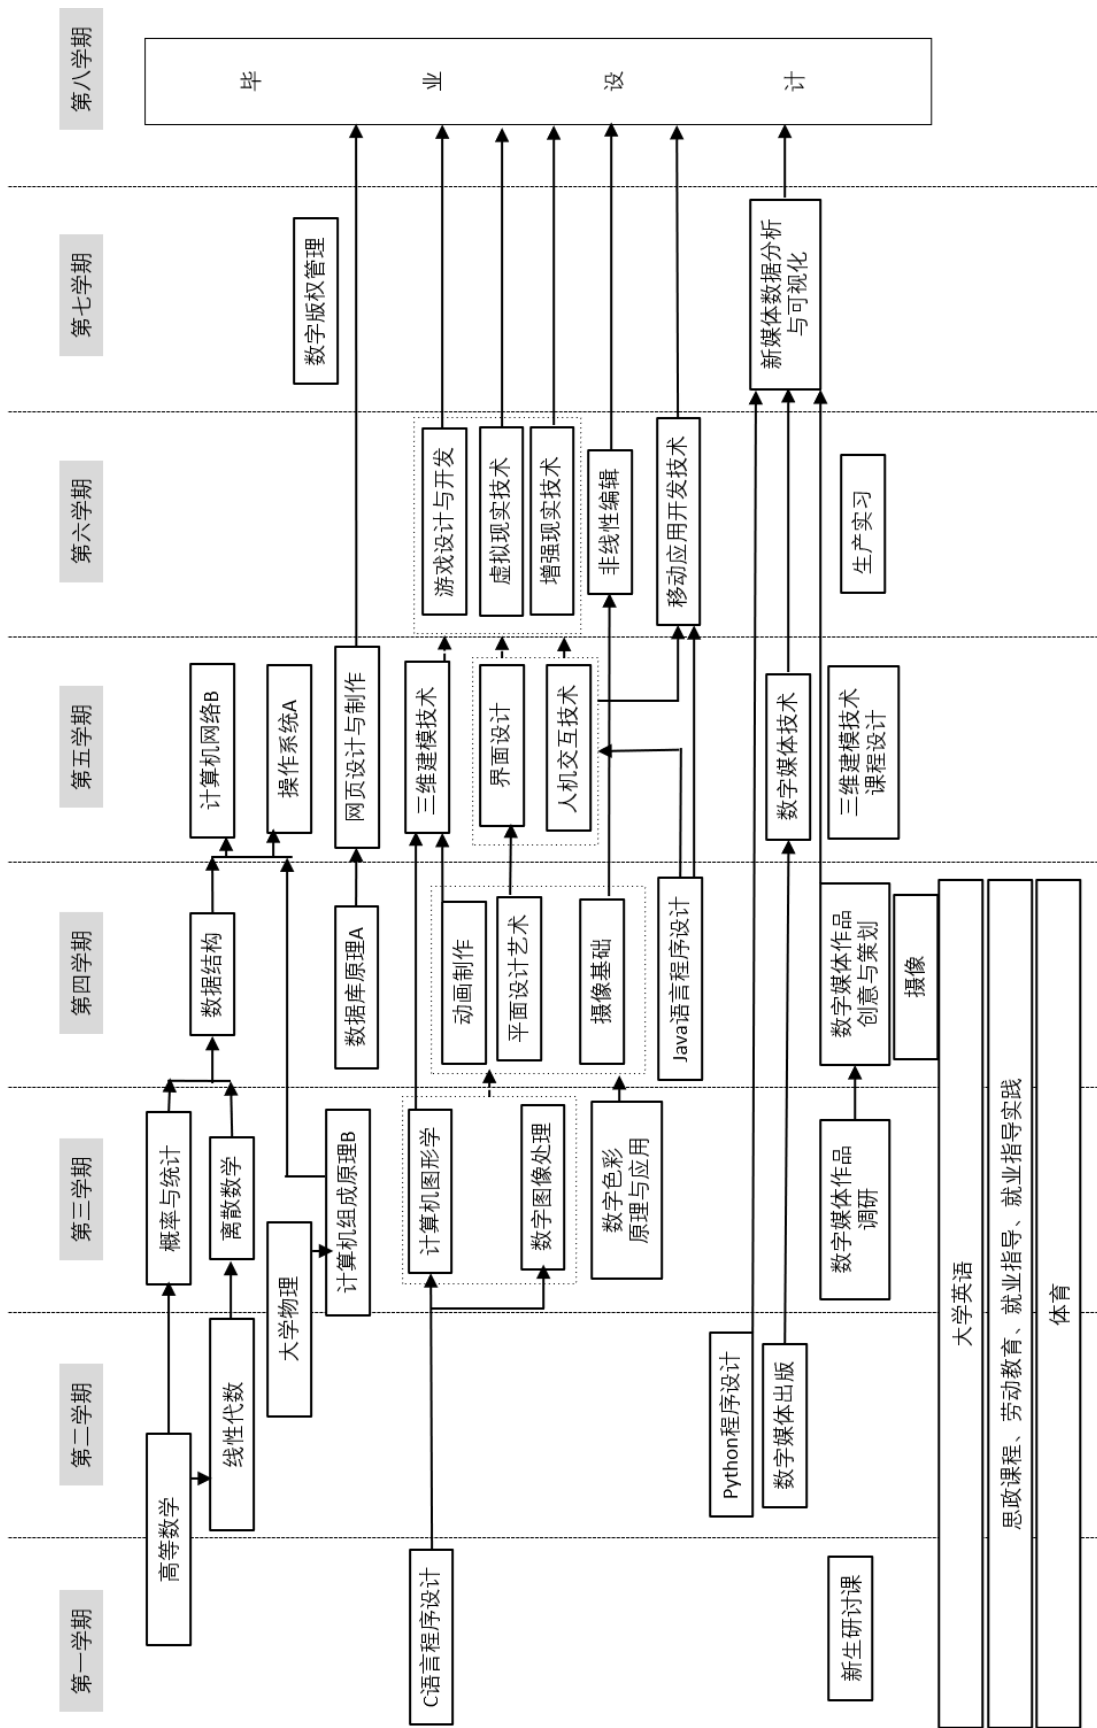 第一学期
第二学期
第三学期
第四学期
第五学期
第六学期
第七学期
第八学期
高等数学
概率与统计
线性代数
离散数学
数据结构
计算机网络B
操作系统A
大学物理
计算机组成原理B
数据库原理A
网页设计与制作
数字版权管理
C语言程序设计
计算机图形学
数字图像处理
数字色彩
原理与应用
动画制作
平面设计艺术
摄像基础
Java语言程序设计
三维建模技术
界面设计
人机交互技术
游戏设计与开发
虚拟现实技术
增强现实技术
非线性编辑
移动应用开发技术
Python程序设计
数字媒体出版
数字媒体技术
新媒体数据分析
与可视化
新生研讨课
数字媒体作品
调研
数字媒体作品
创意与策划
摄像
三维建模技术
课程设计
生产实习
毕业设计
大学英语
思政课程、劳动教育、就业指导、就业指导实践
体育